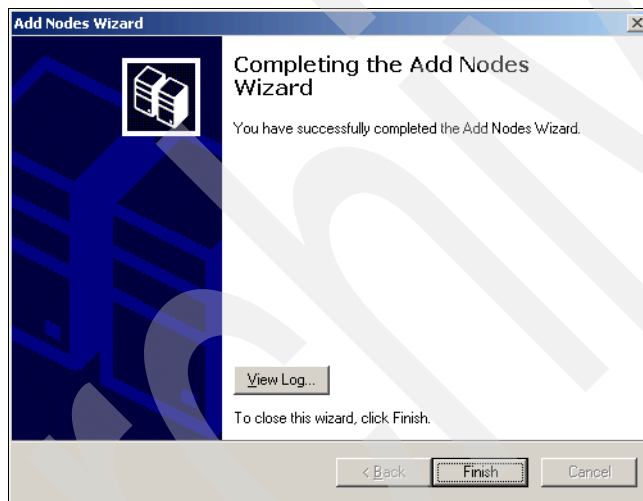 Add Nodes Wizard
Completing the Add Nodes
Wizard
You have successfully completed the Add Nodes Wizard.
View Log...
To close this wizard, click Finish.
< Back Finish Cancel